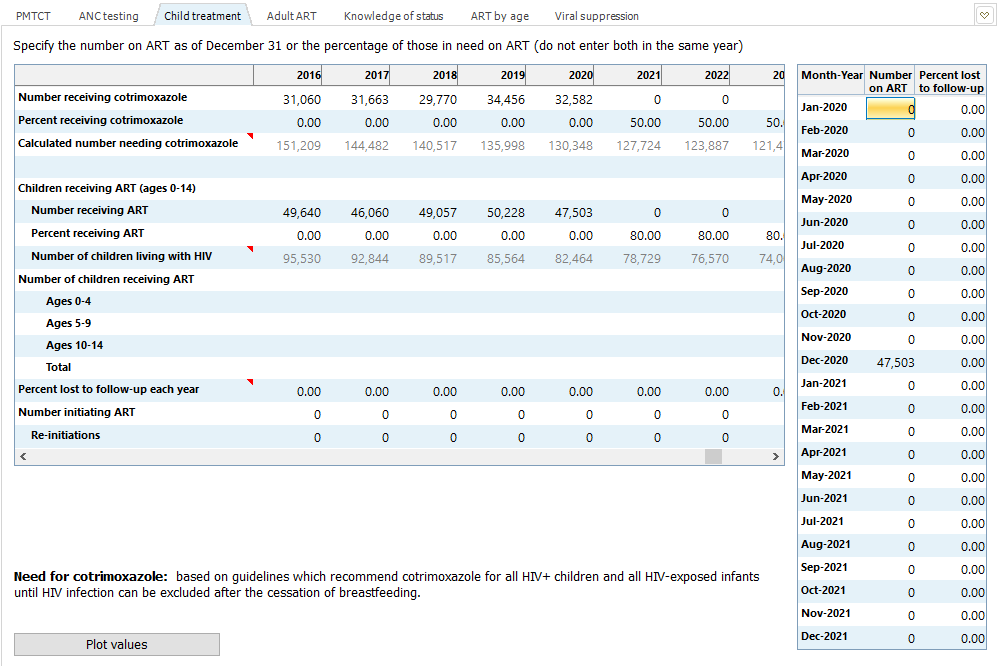 PMTCT ANC testing Child treatment Adult ART Knowledge of status ART by age Viral suppression
Specify the number on ART as of December 31 or the percentage of those in need on ART (do not enter both in the same year)
2016 2017 2018 2019 2020 2021 2022 20
Number receiving cotrimoxazole 31,060 31,663 29,770 34,456 32,582 0 0
Percent receiving cotrimoxazole 0.00 0.00 0.00 0.00 0.00 50.00 50.00 50.
Calculated number needing cotrimoxazole 151,209 144,482 140,517 135,998 130,348 127,724 123,887 121,4
Children receiving ART (ages 0-14)
Number receiving ART 49,640 46,060 49,057 50,228 47,503 0 0
Percent receiving ART 0.00 0.00 0.00 0.00 0.00 80.00 80.00 80.
Number of children living with HIV 95,530 92,844 89,517 85,564 82,464 78,729 76,570 74,0
Number of children receiving ART
Ages 0-4
Ages 5-9
Ages 10-14
Total
Percent lost to follow-up each year 0.00 0.00 0.00 0.00 0.00 0.00 0.00 0.
Number initiating ART 0 0 0 0 0 0 0
Re-initiations 0 0 0 0 0 0 0
Month-Year Number Percent lost
on ART to follow-up
Jan-2020 0 0.00
Feb-2020 0 0.00
Mar-2020 0 0.00
Apr-2020 0 0.00
May-2020 0 0.00
Jun-2020 0 0.00
Jul-2020 0 0.00
Aug-2020 0 0.00
Sep-2020 0 0.00
Oct-2020 0 0.00
Nov-2020 0 0.00
Dec-2020 47,503 0.00
Jan-2021 0 0.00
Feb-2021 0 0.00
Mar-2021 0 0.00
Apr-2021 0 0.00
May-2021 0 0.00
Jun-2021 0 0.00
Jul-2021 0 0.00
Aug-2021 0 0.00
Sep-2021 0 0.00
Oct-2021 0 0.00
Nov-2021 0 0.00
Dec-2021 0 0.00
Need for cotrimoxazole: based on guidelines which recommend cotrimoxazole for all HIV+ children and all HIV-exposed infants
until HIV infection can be excluded after the cessation of breastfeeding.
Plot values